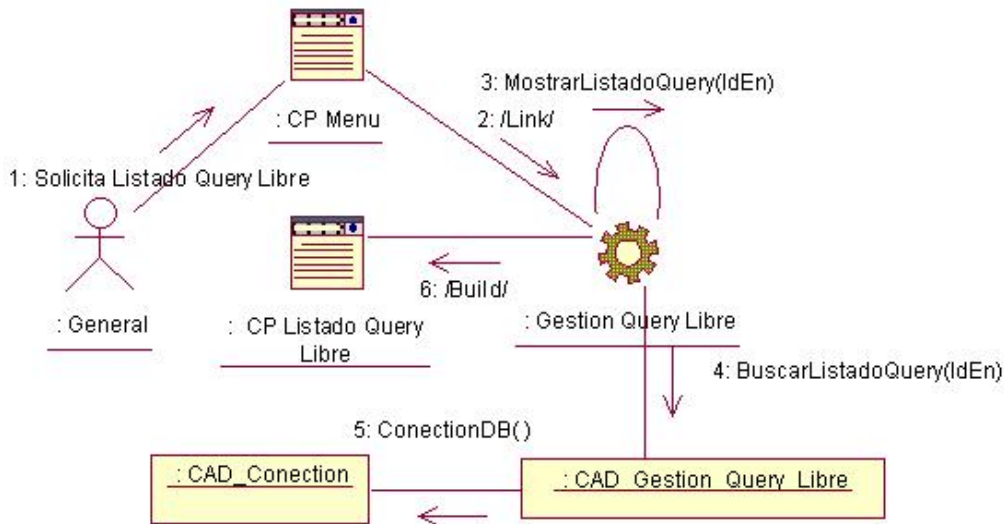 3: MostrarListadoQuery(IdEn)
: CP Menu
2: /Link/
1: Solicita Listado Query Libre
6: /Build/
: General
: CP Listado Query
Libre
: Gestion Query Libre
4: BuscarListadoQuery(IdEn)
5: ConectionDB()
: CAD_Conection
: CAD_Gestion_Query_Libre